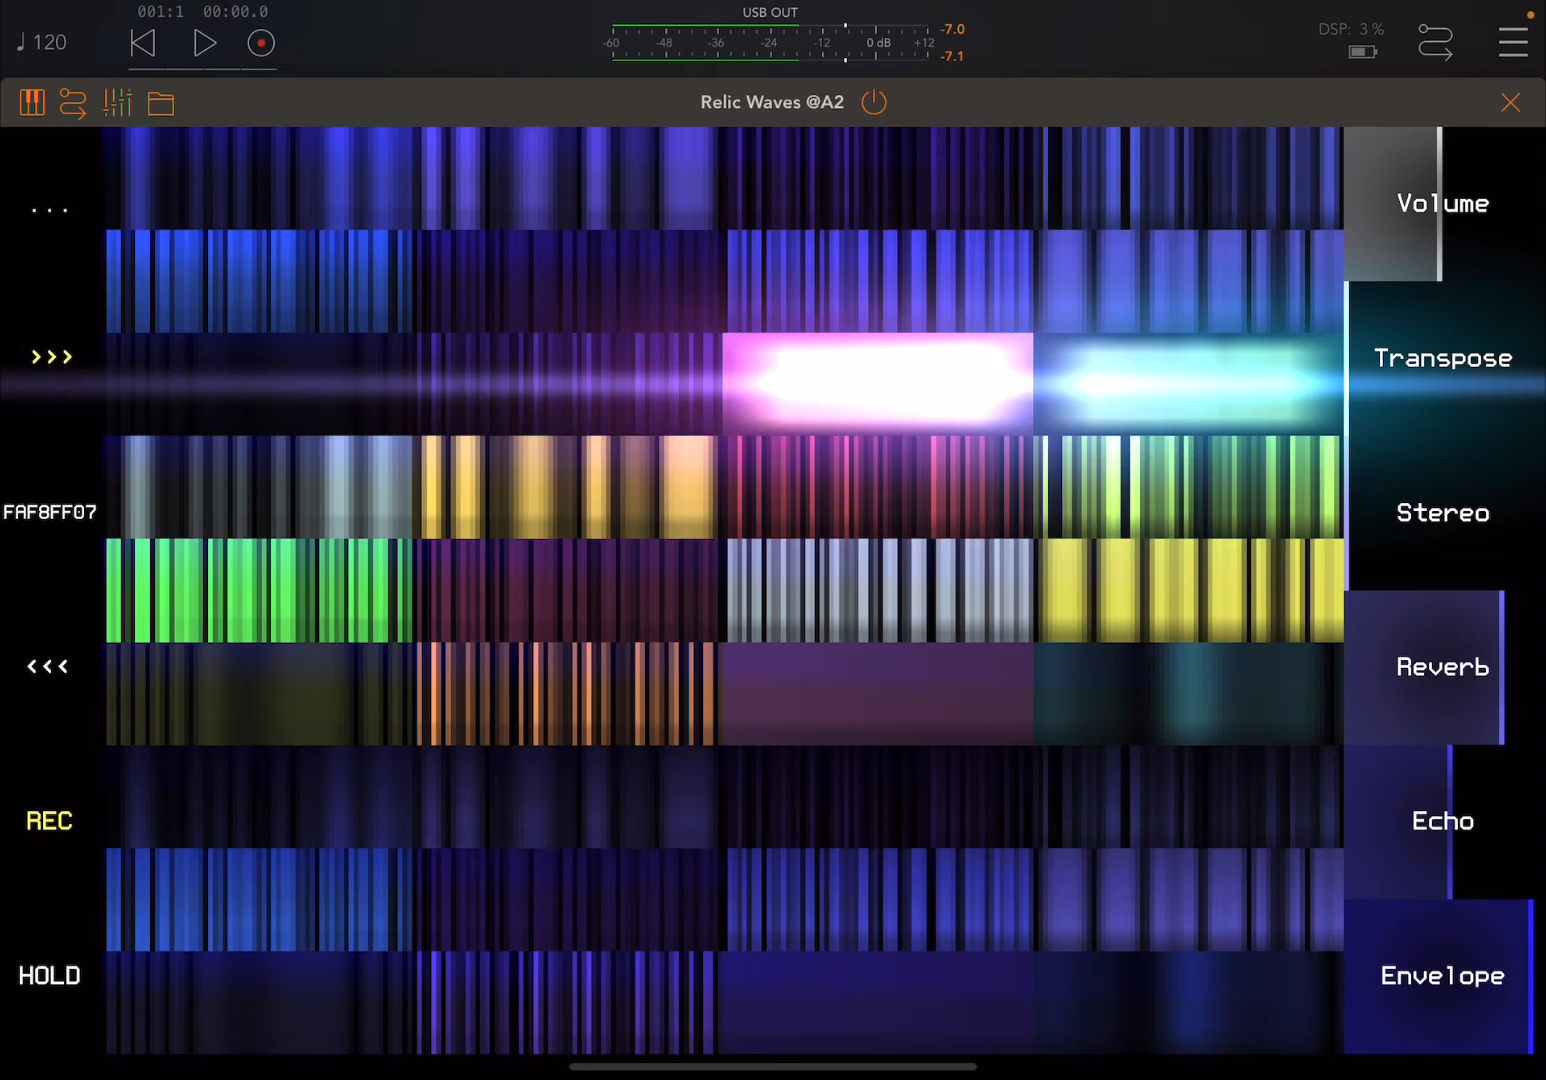 001:1 00:00.0
♩ 120
USB OUT
-60 -48 -36 -24 -12 0 dB +12
-7.0
-7.1
DSP: 3 %
Relic Waves @A2
...
>>>
FAF8FF07
<<<
REC
HOLD
Volume
Transpose
Stereo
Reverb
Echo
Envelope